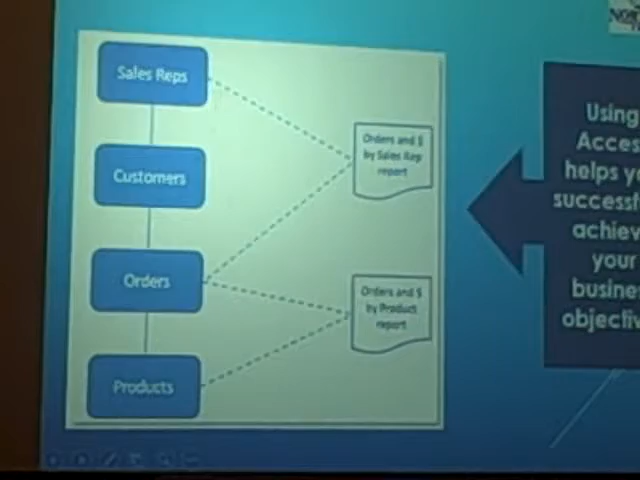 Sales Reps
Customers
Orders
Products
Orders and $
by Sales Rep
report
Orders and $
by Product
report
Using
Acces
helps y
successf
achiev
your
busines
objectiv